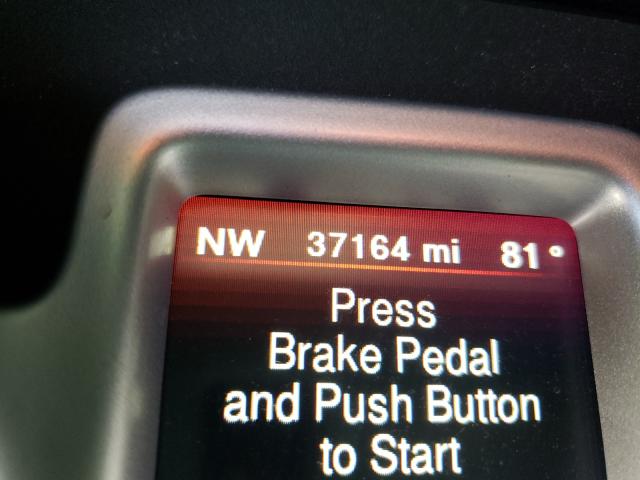 NW 37164 mi 81°
Press
Brake Pedal
and Push Button
to Start